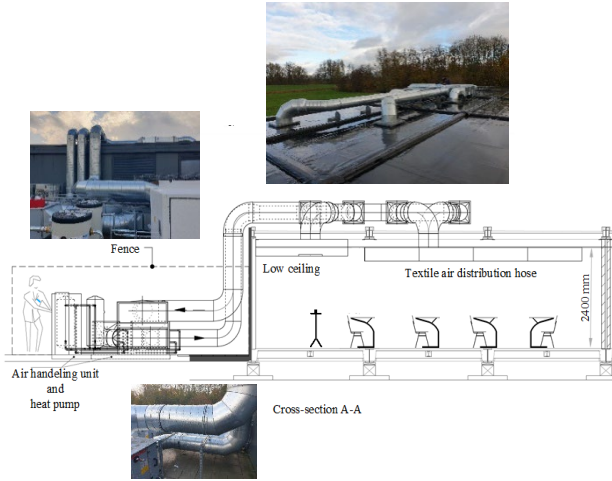 Fence
Low ceiling
Textile air distribution hose
2400 mm
Air handeling unit
and
heat pump
Cross-section A-A